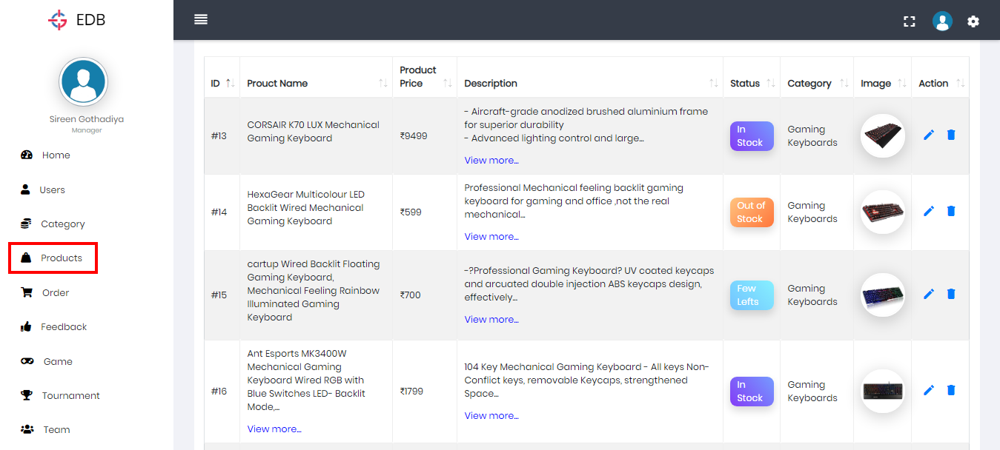 EDB
Sireen Gothadiya
Manager
Home
Users
Category
Products
Order
Feedback
Game
Tournament
Team
ID
Prouct Name
Product
Price
Description
Status
Category
Image
Action
#13
CORSAIR K70 LUX Mechanical
Gaming Keyboard
₹9499
- Aircraft-grade anodized brushed aluminium frame
for superior durability
- Advanced lighting control and large...
View more...
In
Stock
Gaming
Keyboards
#14
HexaGear Multicolour LED
Backlit Wired Mechanical
Gaming Keyboard
₹599
Professional Mechanical feeling backlit gaming
keyboard for gaming and office ,not the real
mechanical...
View more...
Out of
Stock
Gaming
Keyboards
#15
cartup Wired Backlit Floating
Gaming Keyboard,
Mechanical Feeling Rainbow
Illuminated Gaming
Keyboard
₹700
-?Professional Gaming Keyboard? UV coated keycaps
and arcuated double injection ABS keycaps design,
effectively...
View more...
Few
Lefts
Gaming
Keyboards
#16
Ant Esports MK3400W
Mechanical Gaming
Keyboard Wired RGB with
Blue Switches LED- Backlit
Mode,...
View more...
₹1799
104 Key Mechanical Gaming Keyboard - All keys Non-
Conflict keys, removable Keycaps, strengthened
Space...
View more...
In
Stock
Gaming
Keyboards